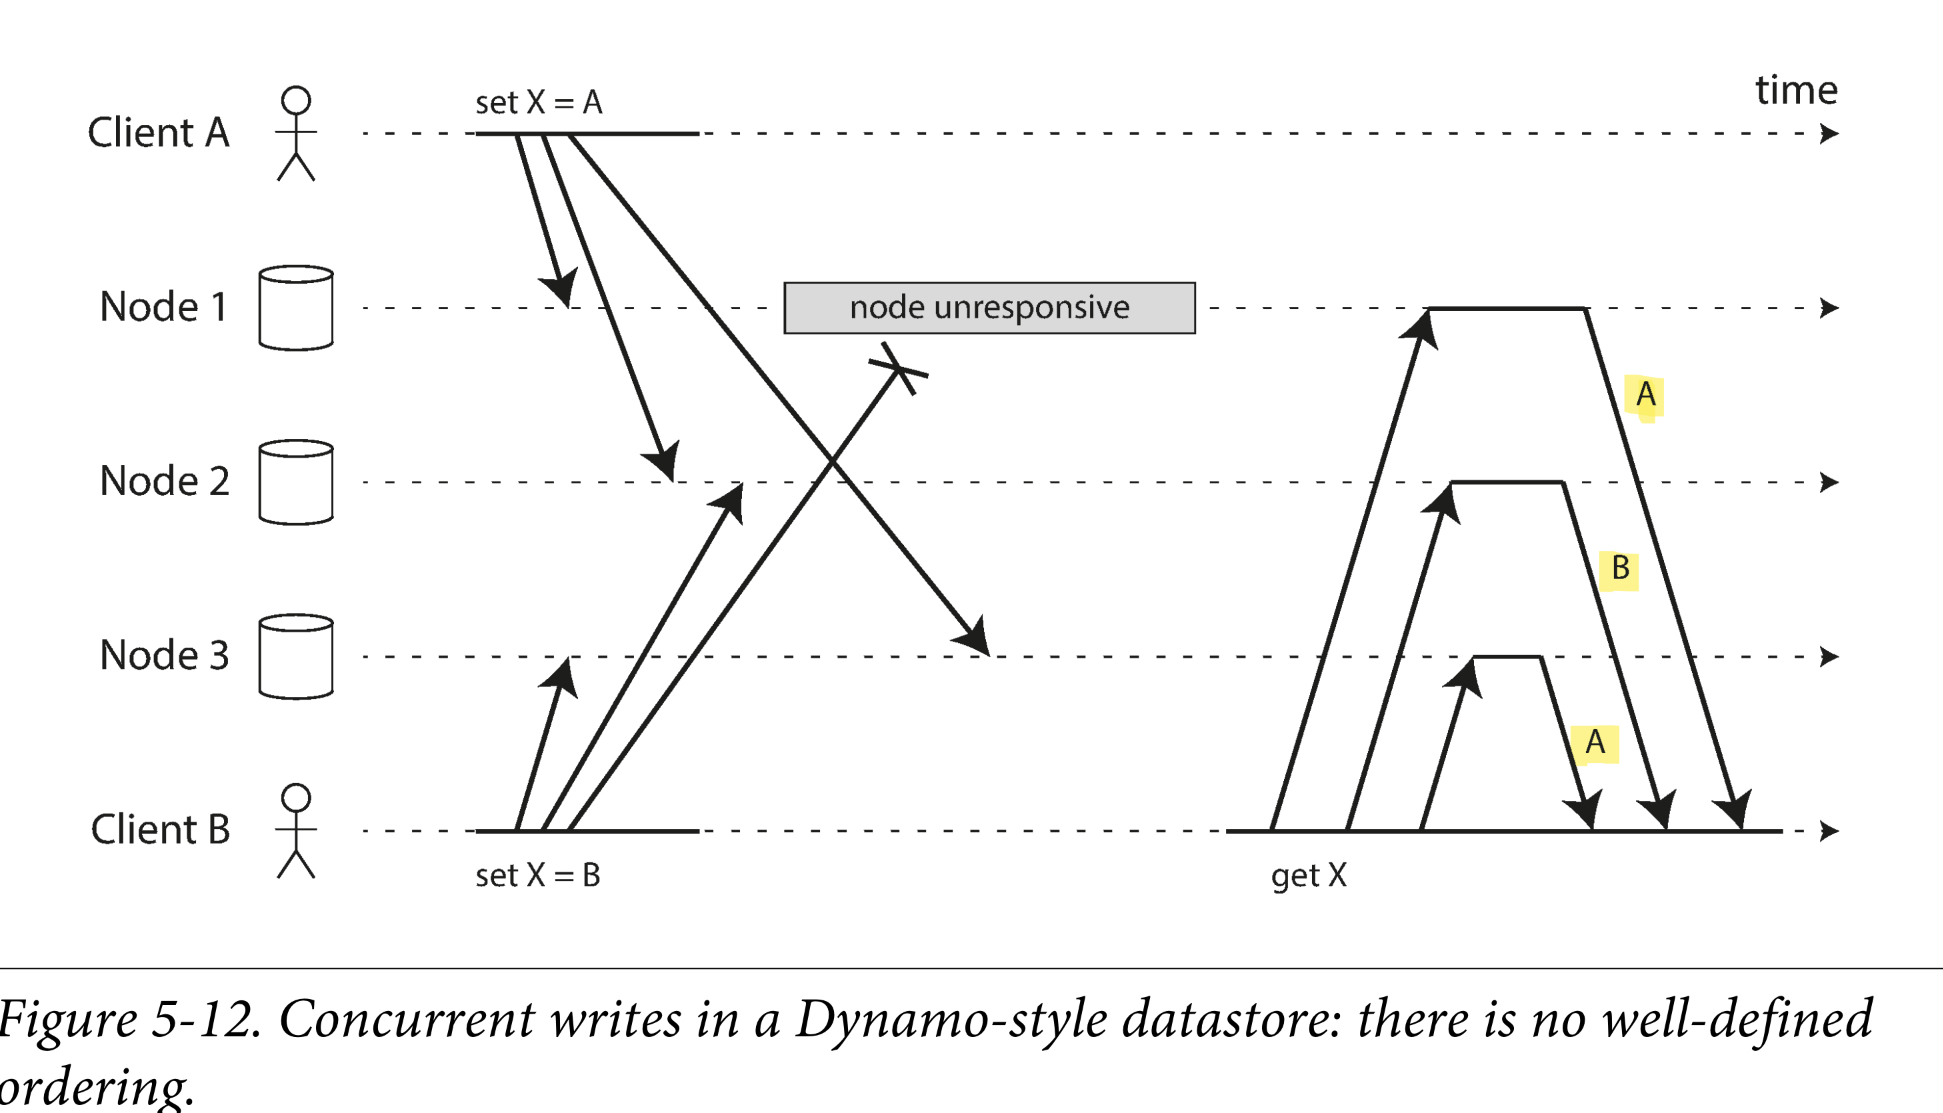 time
set X = A
Client A
Node 1
node unresponsive
A
Node 2
B
Node 3
A
Client B
set X = B
get X
Figure 5-12. Concurrent writes in a Dynamo-style datastore: there is no well-defined
ordering.